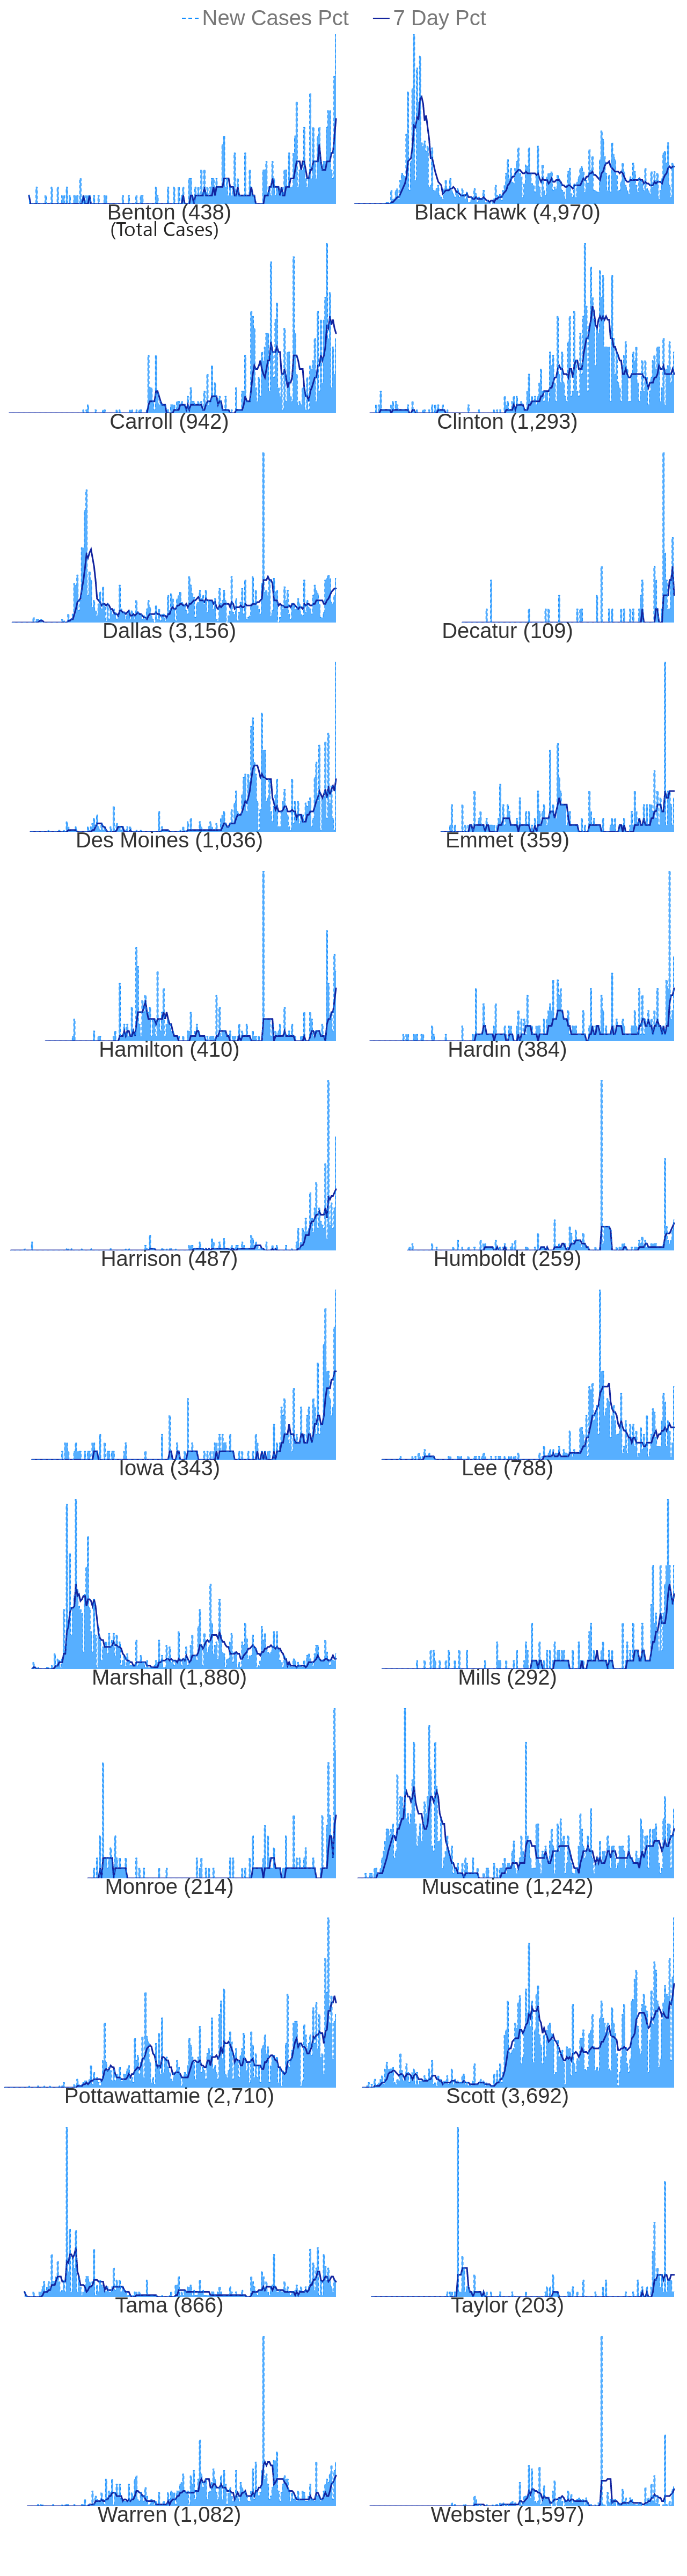 New Cases Pct 7 Day Pct
Benton (438) Black Hawk (4,970)
(Total Cases)
Carroll (942) Clinton (1,293)
Dallas (3,156) Decatur (109)
Des Moines (1,036) Emmet (359)
Hamilton (410) Hardin (384)
Harrison (487) Humboldt (259)
Iowa (343) Lee (788)
Marshall (1,880) Mills (292)
Monroe (214) Muscatine (1,242)
Pottawattamie (2,710) Scott (3,692)
Tama (866) Taylor (203)
Warren (1,082) Webster (1,597)